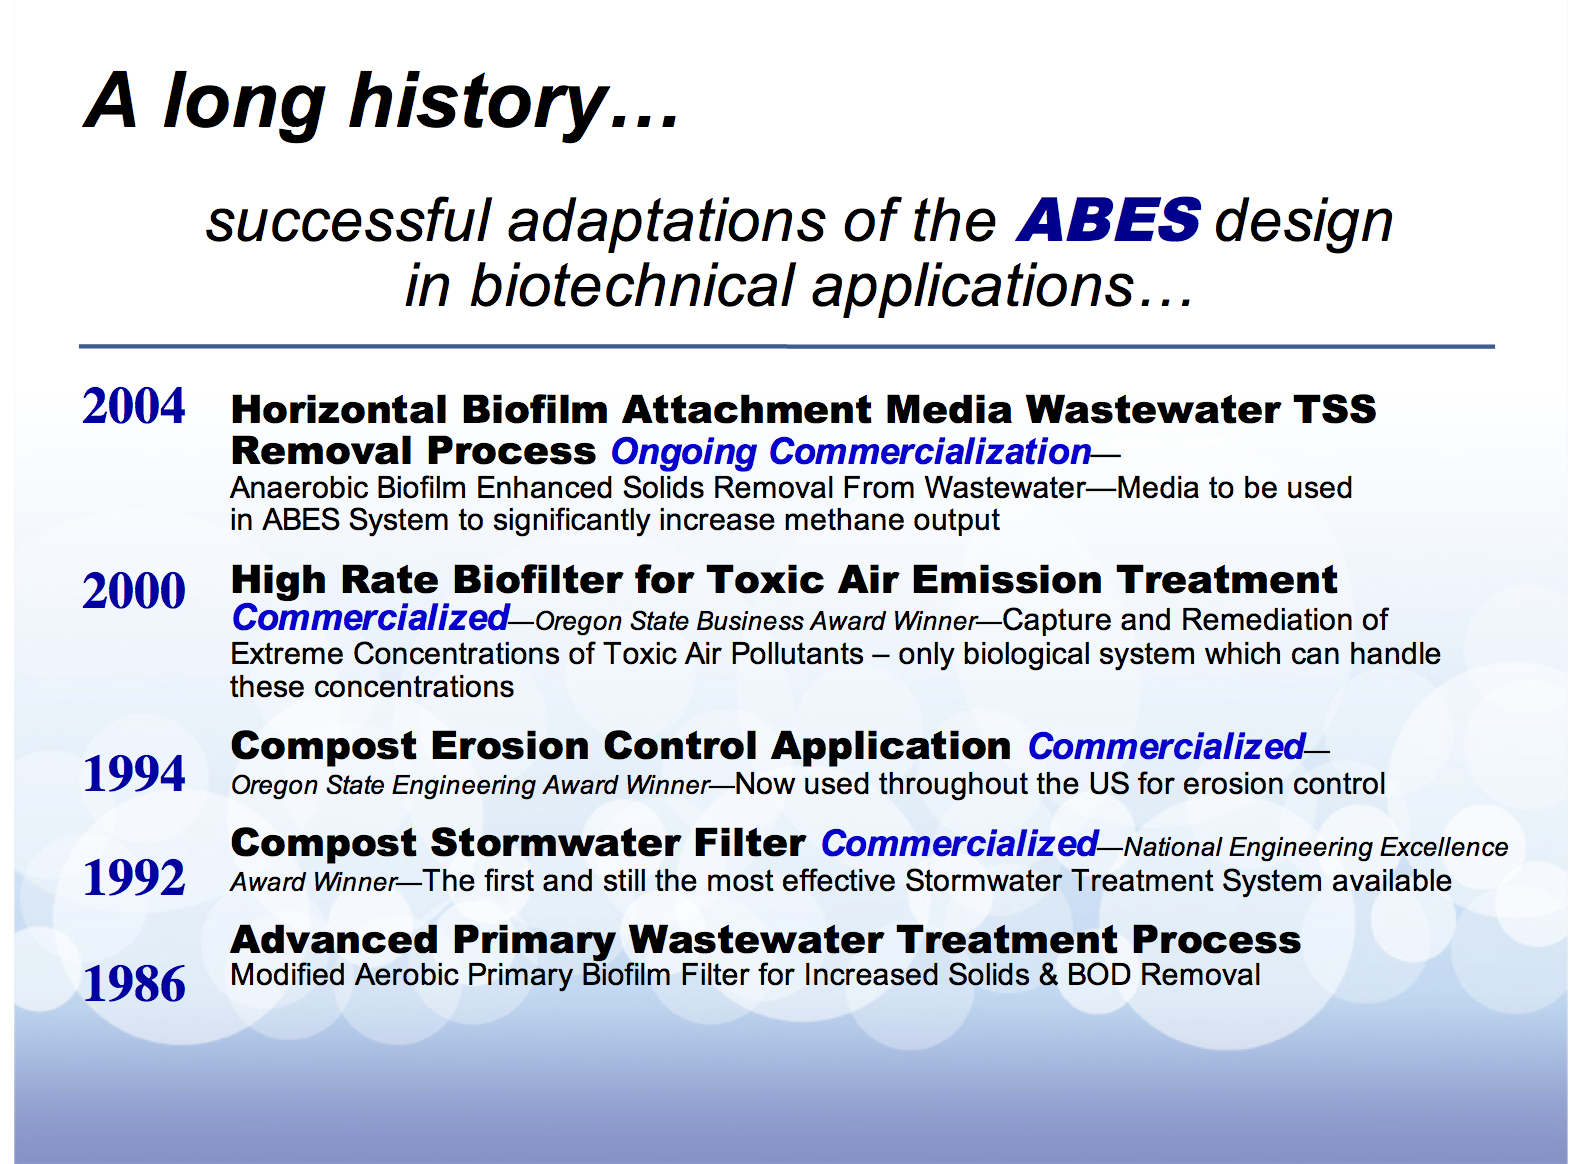 A long history…
successful adaptations of the ABES design
in biotechnical applications…
2004
Horizontal Biofilm Attachment Media Wastewater TSS
Removal Process Ongoing Commercialization—
Anaerobic Biofilm Enhanced Solids Removal From Wastewater—Media to be used
in ABES System to significantly increase methane output
2000
High Rate Biofilter for Toxic Air Emission Treatment
Commercialized—Oregon State Business Award Winner—Capture and Remediation of
Extreme Concentrations of Toxic Air Pollutants – only biological system which can handle
these concentrations
1994
Compost Erosion Control Application Commercialized—
Oregon State Engineering Award Winner—Now used throughout the US for erosion control
1992
Compost Stormwater Filter Commercialized—National Engineering Excellence
Award Winner—The first and still the most effective Stormwater Treatment System available
1986
Advanced Primary Wastewater Treatment Process
Modified Aerobic Primary Biofilm Filter for Increased Solids & BOD Removal